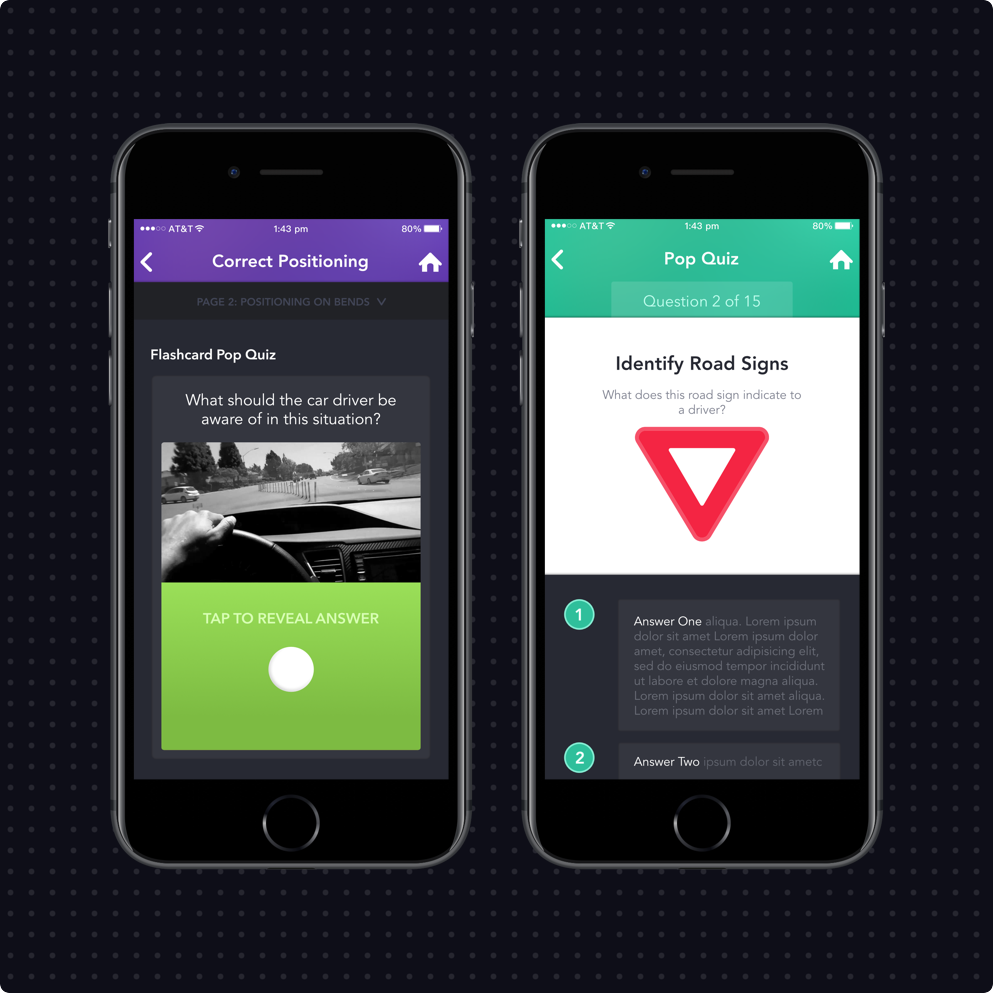 AT&T 1:43 pm 80%
Correct Positioning
PAGE 2: POSITIONING ON BENDS
Flashcard Pop Quiz
What should the car driver be
aware of in this situation?
TAP TO REVEAL ANSWER
AT&T 1:43 pm 80%
Pop Quiz
Question 2 of 15
Identify Road Signs
What does this road sign indicate to
a driver?
1
Answer One aliqua. Lorem ipsum
dolor sit amet Lorem ipsum dolor
amet, consectetur adipisicing elit,
sed do eiusmod tempor incididunt
ut labore et dolore magna aliqua.
Lorem ipsum dolor sit amet aliqua.
Lorem ipsum dolor sit amet Lorem
2
Answer Two ipsum dolor sit ametc